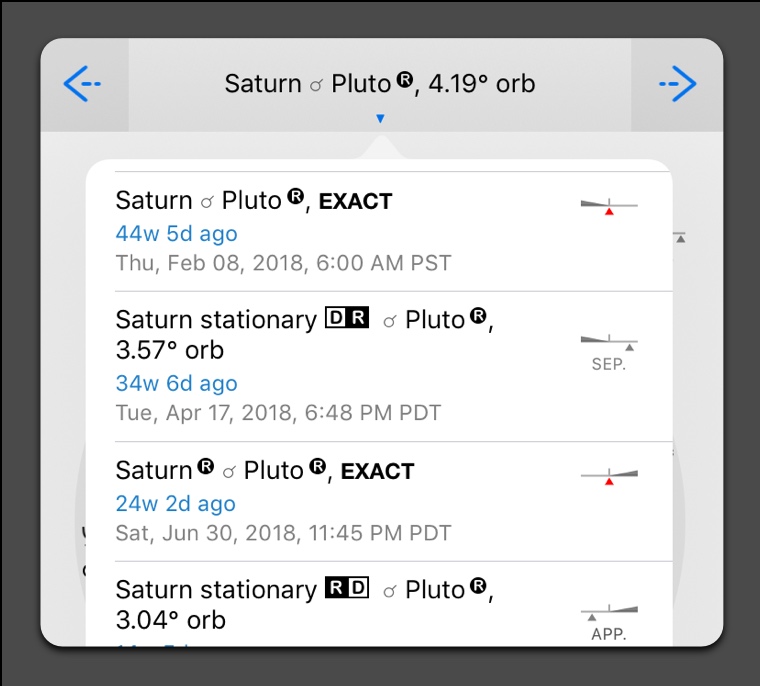 Saturn ☌ Pluto Ⓡ, 4.19° orb
Saturn ☌ Pluto Ⓡ, EXACT
44w 5d ago
Thu, Feb 08, 2018, 6:00 AM PST
Saturn stationary D R ☌ Pluto Ⓡ,
3.57° orb
SEP.
34w 6d ago
Tue, Apr 17, 2018, 6:48 PM PDT
Saturn Ⓡ ☌ Pluto Ⓡ, EXACT
24w 2d ago
Sat, Jun 30, 2018, 11:45 PM PDT
Saturn stationary R D ☌ Pluto Ⓡ,
3.04° orb
APP.